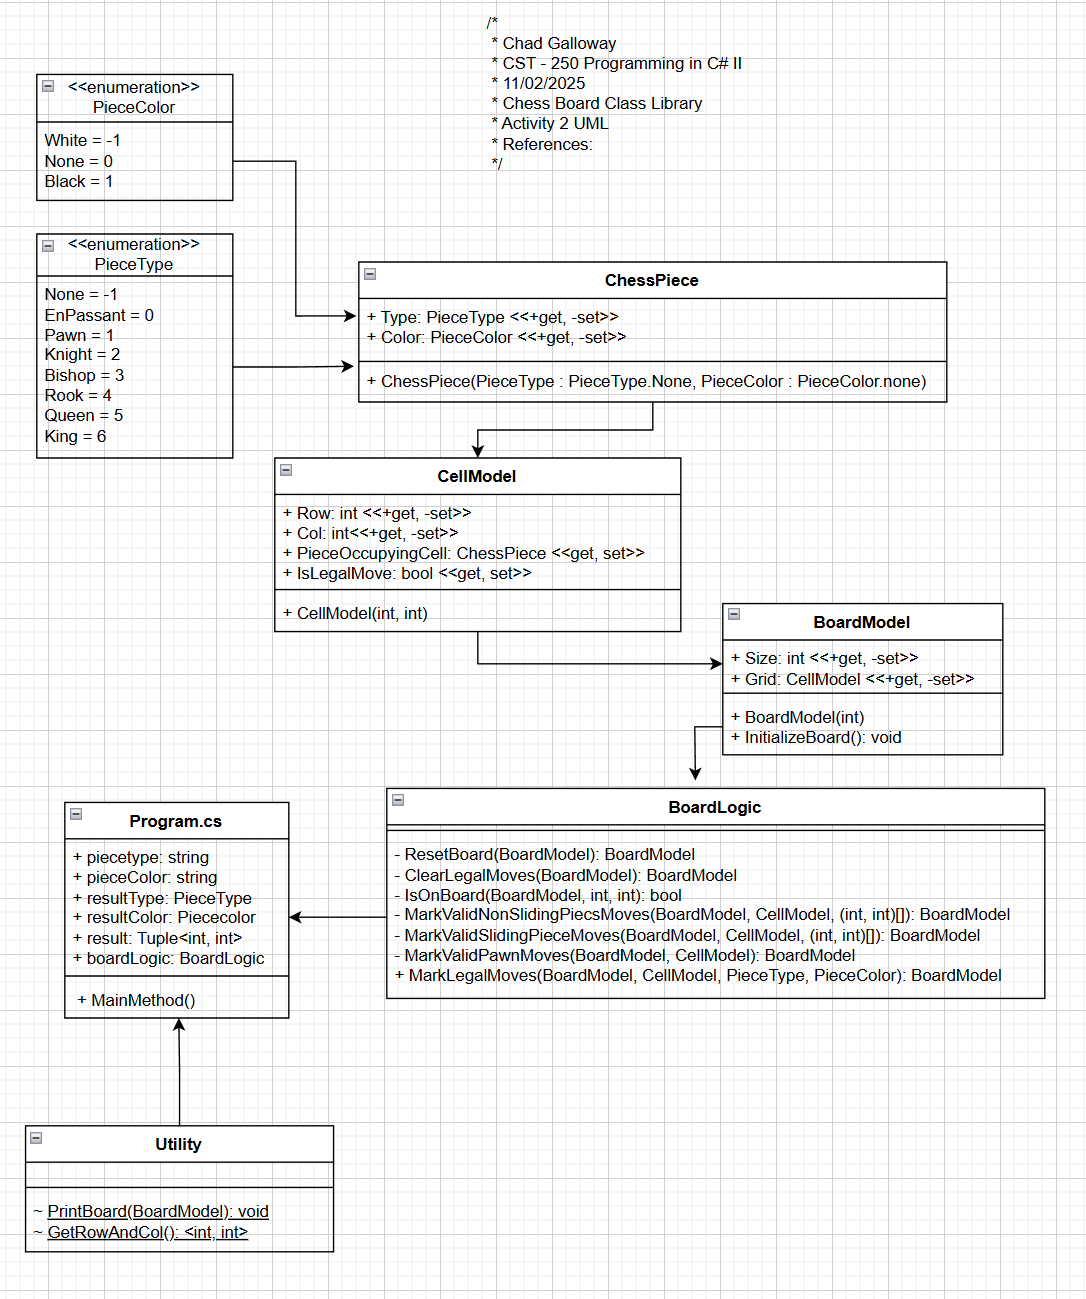 /*
* Chad Galloway
* CST - 250 Programming in C# II
* 11/02/2025
* Chess Board Class Library
* Activity 2 UML
* References:
*/
<<enumeration>>
PieceColor
White = -1
None = 0
Black = 1
<<enumeration>>
PieceType
None = -1
EnPassant = 0
Pawn = 1
Knight = 2
Bishop = 3
Rook = 4
Queen = 5
King = 6
ChessPiece
+ Type: PieceType <<+get, -set>>
+ Color: PieceColor <<+get, -set>>
+ ChessPiece(PieceType : PieceType.None, PieceColor : PieceColor.none)
CellModel
+ Row: int <<+get, -set>>
+ Col: int<<+get, -set>>
+ PieceOccupyingCell: ChessPiece <<get, set>>
+ IsLegalMove: bool <<get, set>>
+ CellModel(int, int)
BoardModel
+ Size: int <<+get, -set>>
+ Grid: CellModel <<+get, -set>>
+ BoardModel(int)
+ InitializeBoard(): void
BoardLogic
- ResetBoard(BoardModel): BoardModel
- ClearLegalMoves(BoardModel): BoardModel
- IsOnBoard(BoardModel, int, int): bool
- MarkValidNonSlidingPiecsMoves(BoardModel, CellModel, (int, int)[]): BoardModel
- MarkValidSlidingPieceMoves(BoardModel, CellModel, (int, int)[]): BoardModel
- MarkValidPawnMoves(BoardModel, CellModel): BoardModel
+ MarkLegalMoves(BoardModel, CellModel, PieceType, PieceColor): BoardModel
Program.cs
+ piecetype: string
+ pieceColor: string
+ resultType: PieceType
+ resultColor: Piececolor
+ result: Tuple<int, int>
+ boardLogic: BoardLogic
+ MainMethod()
Utility
~ PrintBoard(BoardModel): void
~ GetRowAndCol(): <int, int>